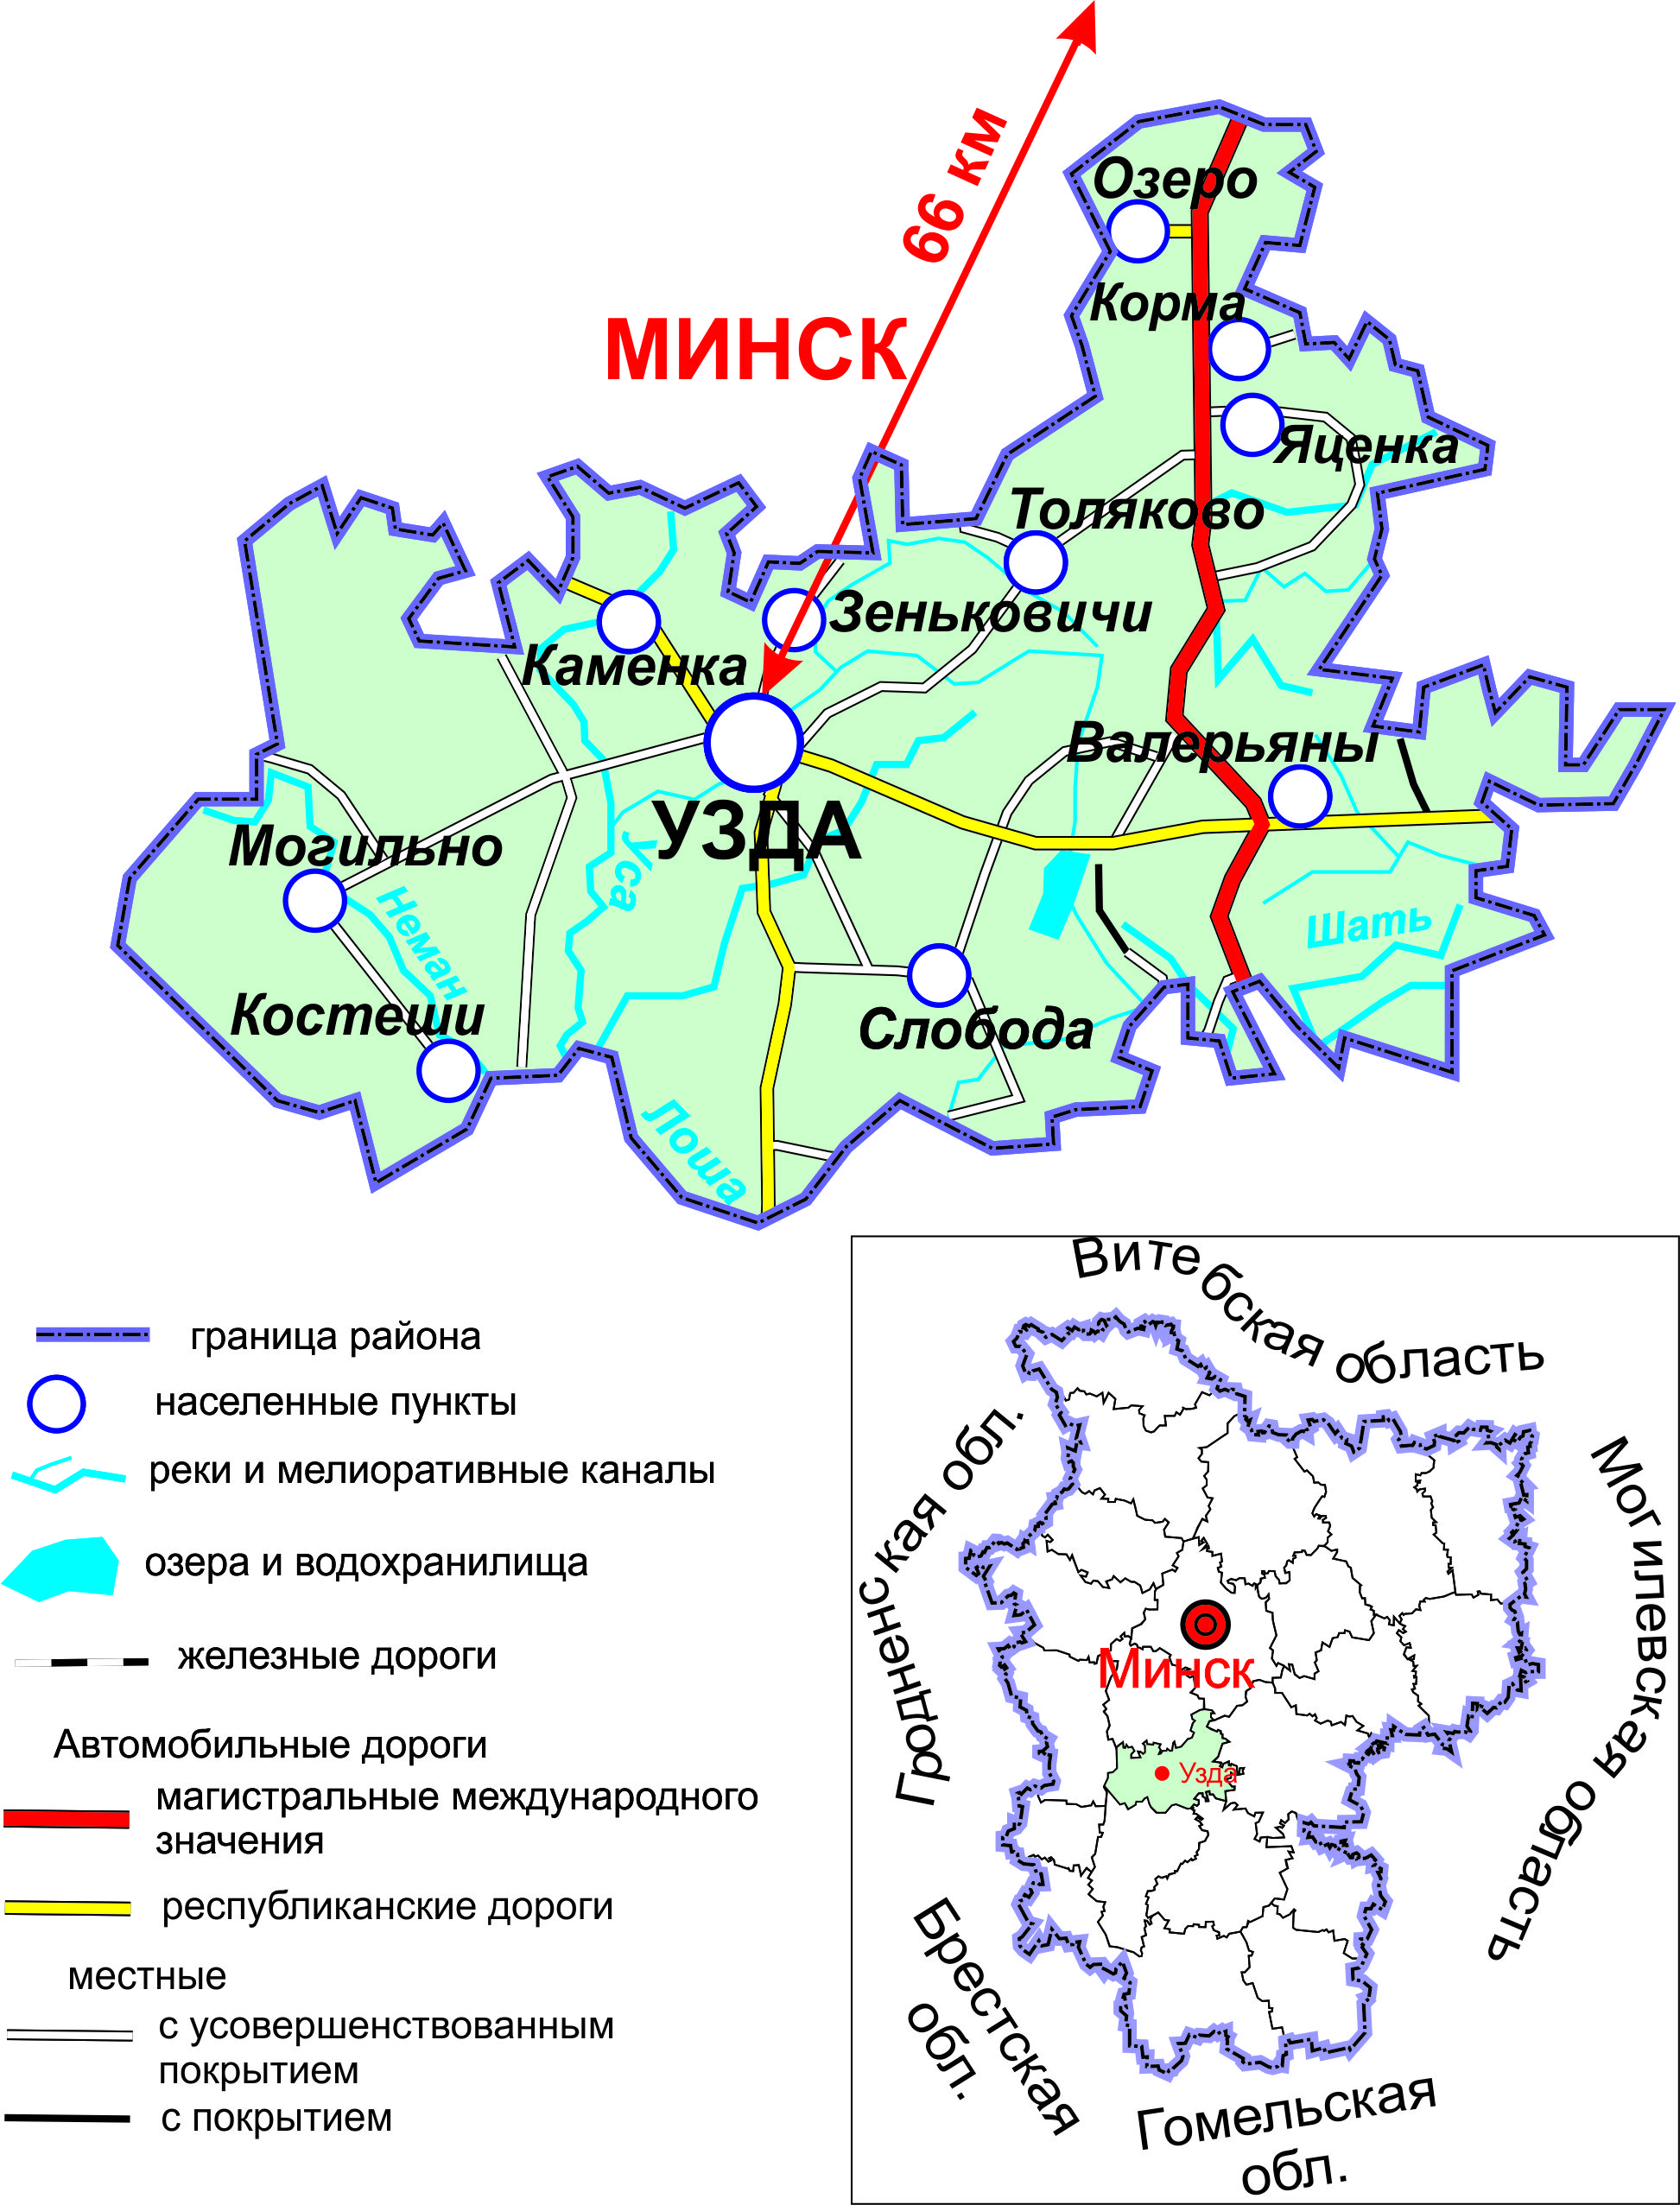 66 км
МИНСК
Озеро
Корма
Яценка
Толяково
Зеньковичи
Каменка
Валерьяны
УЗДА
Уса
Могильно
Неман
Шать
Костеши
Слобода
Лоша
граница района
населенные пункты
реки и мелиоративные каналы
озера и водохранилища
железные дороги
Автомобильные дороги
магистральные международного
значения
республиканские дороги
местные
с усовершенствованным
покрытием
с покрытием
Витебская область
Гродненская обл.
Могилевская область
Минск
Узда
Брестская
обл.
Гомельская
обл.